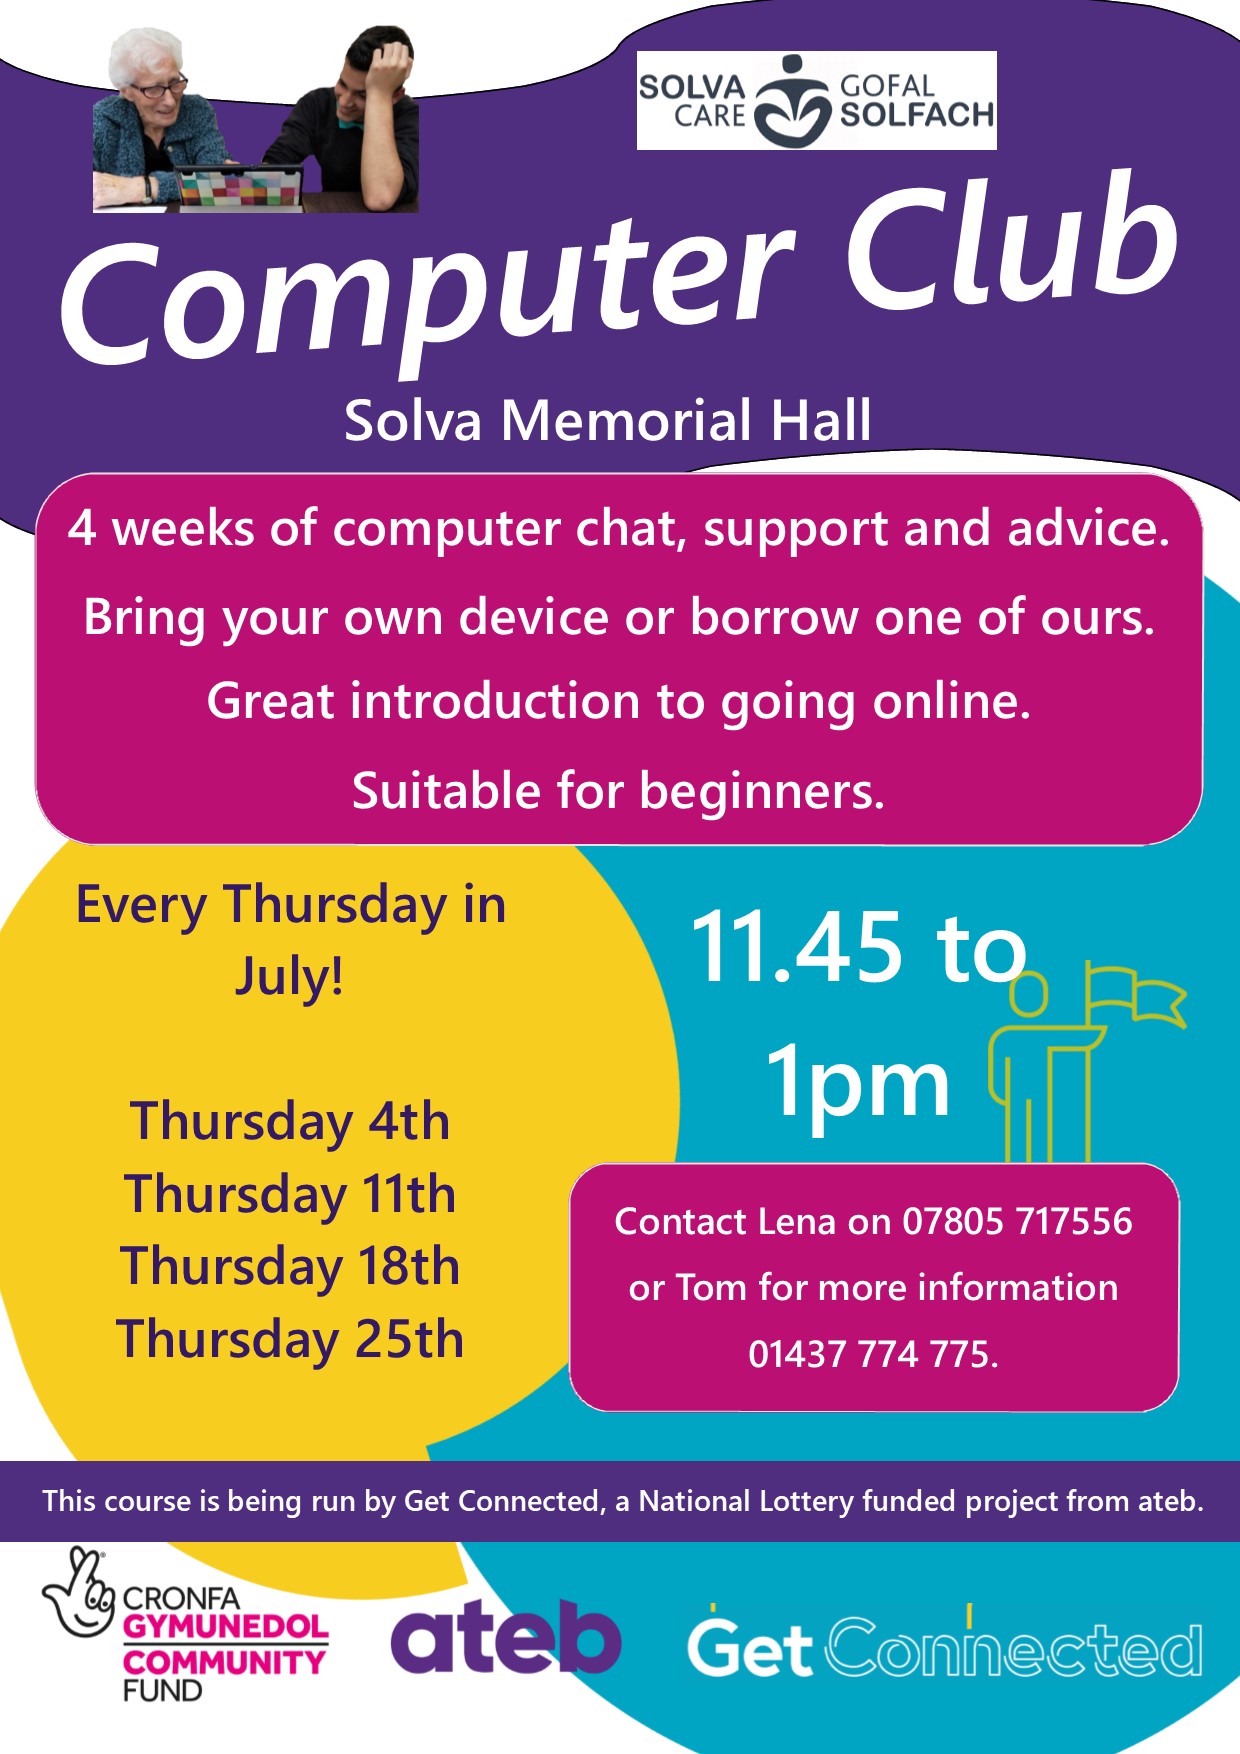 SOLVA CARE
GOFAL SOLFACH
Computer Club
Solva Memorial Hall
4 weeks of computer chat, support and advice.
Bring your own device or borrow one of ours.
Great introduction to going online.
Suitable for beginners.
Every Thursday in
July!
Thursday 4th
Thursday 11th
Thursday 18th
Thursday 25th
11.45 to
1pm
Contact Lena on 07805 717556
or Tom for more information
01437 774 775.
This course is being run by Get Connected, a National Lottery funded project from ateb.
CRONFA
GYMUNEDOL
COMMUNITY
FUND
ateb
Get Connected